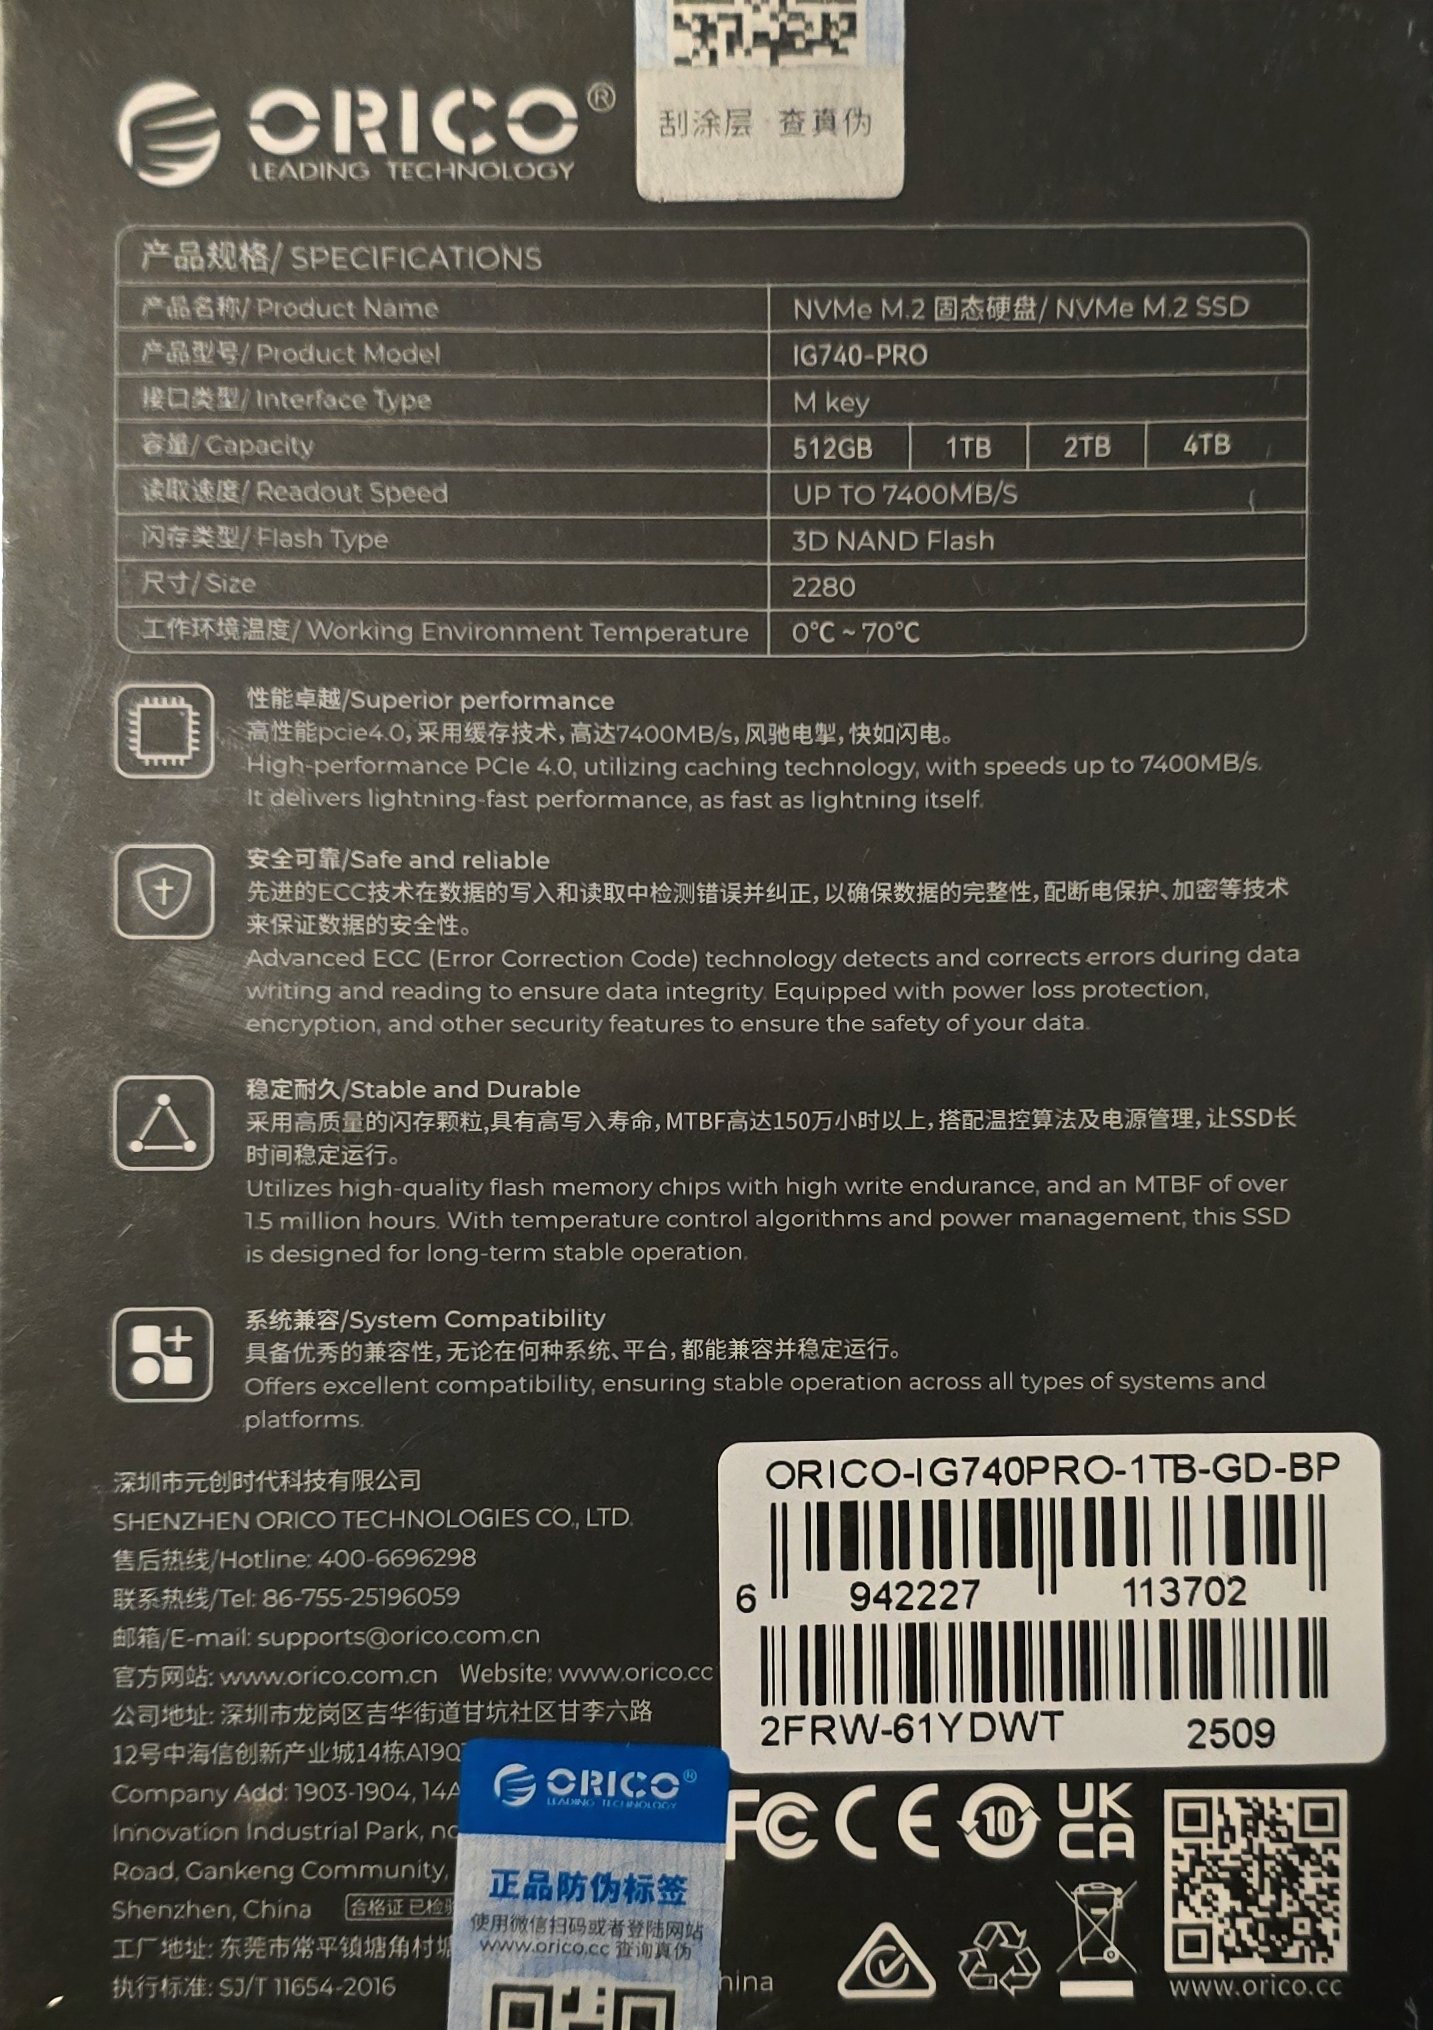 ORICO®
LEADING TECHNOLOGY
刮涂层 查真伪
产品规格/ SPECIFICATIONS
产品名称/ Product Name NVMe M.2 固态硬盘/ NVMe M.2 SSD
产品型号/ Product Model IG740-PRO
接口类型/ Interface Type M key
容量/ Capacity 512GB 1TB 2TB 4TB
读取速度/ Readout Speed UP TO 7400MB/S
闪存类型/ Flash Type 3D NAND Flash
尺寸/ Size 2280
工作环境温度/ Working Environment Temperature 0℃ ~ 70℃
性能卓越/Superior performance
高性能pcie4.0，采用缓存技术，高达7400MB/s，风驰电掣，快如闪电。
High-performance PCIe 4.0, utilizing caching technology, with speeds up to 7400MB/s.
It delivers lightning-fast performance, as fast as lightning itself.
安全可靠/Safe and reliable
先进的ECC技术在数据的写入和读取中检测错误并纠正，以确保数据的完整性，配断电保护、加密等技术
来保证数据的安全性。
Advanced ECC (Error Correction Code) technology detects and corrects errors during data
writing and reading to ensure data integrity. Equipped with power loss protection,
encryption, and other security features to ensure the safety of your data.
稳定耐久/Stable and Durable
采用高质量的闪存颗粒,具有高写入寿命，MTBF高达150万小时以上，搭配温控算法及电源管理，让SSD长
时间稳定运行。
Utilizes high-quality flash memory chips with high write endurance, and an MTBF of over
1.5 million hours. With temperature control algorithms and power management, this SSD
is designed for long-term stable operation.
系统兼容/System Compatibility
具备优秀的兼容性，无论在何种系统、平台，都能兼容并稳定运行。
Offers excellent compatibility, ensuring stable operation across all types of systems and
platforms.
深圳市元创时代科技有限公司
SHENZHEN ORICO TECHNOLOGIES CO., LTD.
售后热线/Hotline: 400-6696298
联系热线/Tel: 86-755-25196059
邮箱/E-mail: supports@orico.com.cn
官方网站: www.orico.com.cn Website: www.orico.cc
公司地址: 深圳市龙岗区吉华街道甘坑社区甘李六路
12号中海信创新产业城14栋A190
Company Add: 1903-1904, 14A
Innovation Industrial Park, no
Road, Gankeng Community,
Shenzhen, China 合格证 已检验
工厂地址: 东莞市常平镇塘角村塘
执行标准: SJ/T 11654-2016
hina
ORICO-IG740PRO-1TB-GD-BP
6 942227 113702
2FRW-61YDWT 2509
ORICO®
LEADING TECHNOLOGY
正品防伪标签
使用微信扫码或者登陆网站
www.orico.cc 查询真伪
FC CE 10 UK
CA
www.orico.cc